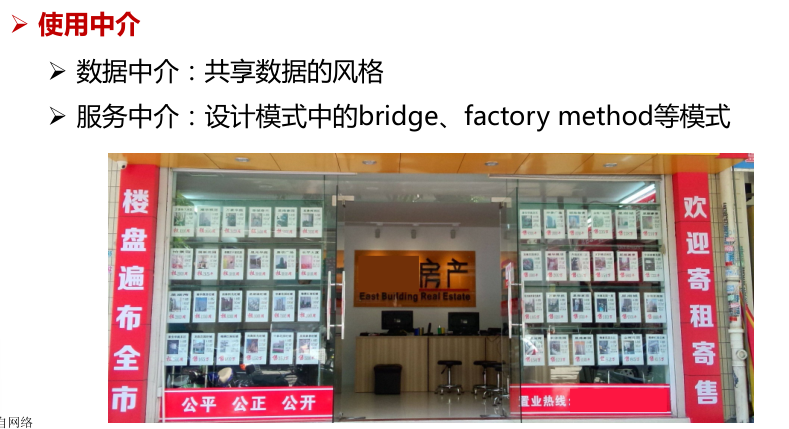 使用中介
数据中介：共享数据的风格
服务中介：设计模式中的bridge、factory method等模式
楼盘遍布全市
房产
East Building Real Estate
欢迎寄租寄售
公平 公正 公开
置业热线:
自网络